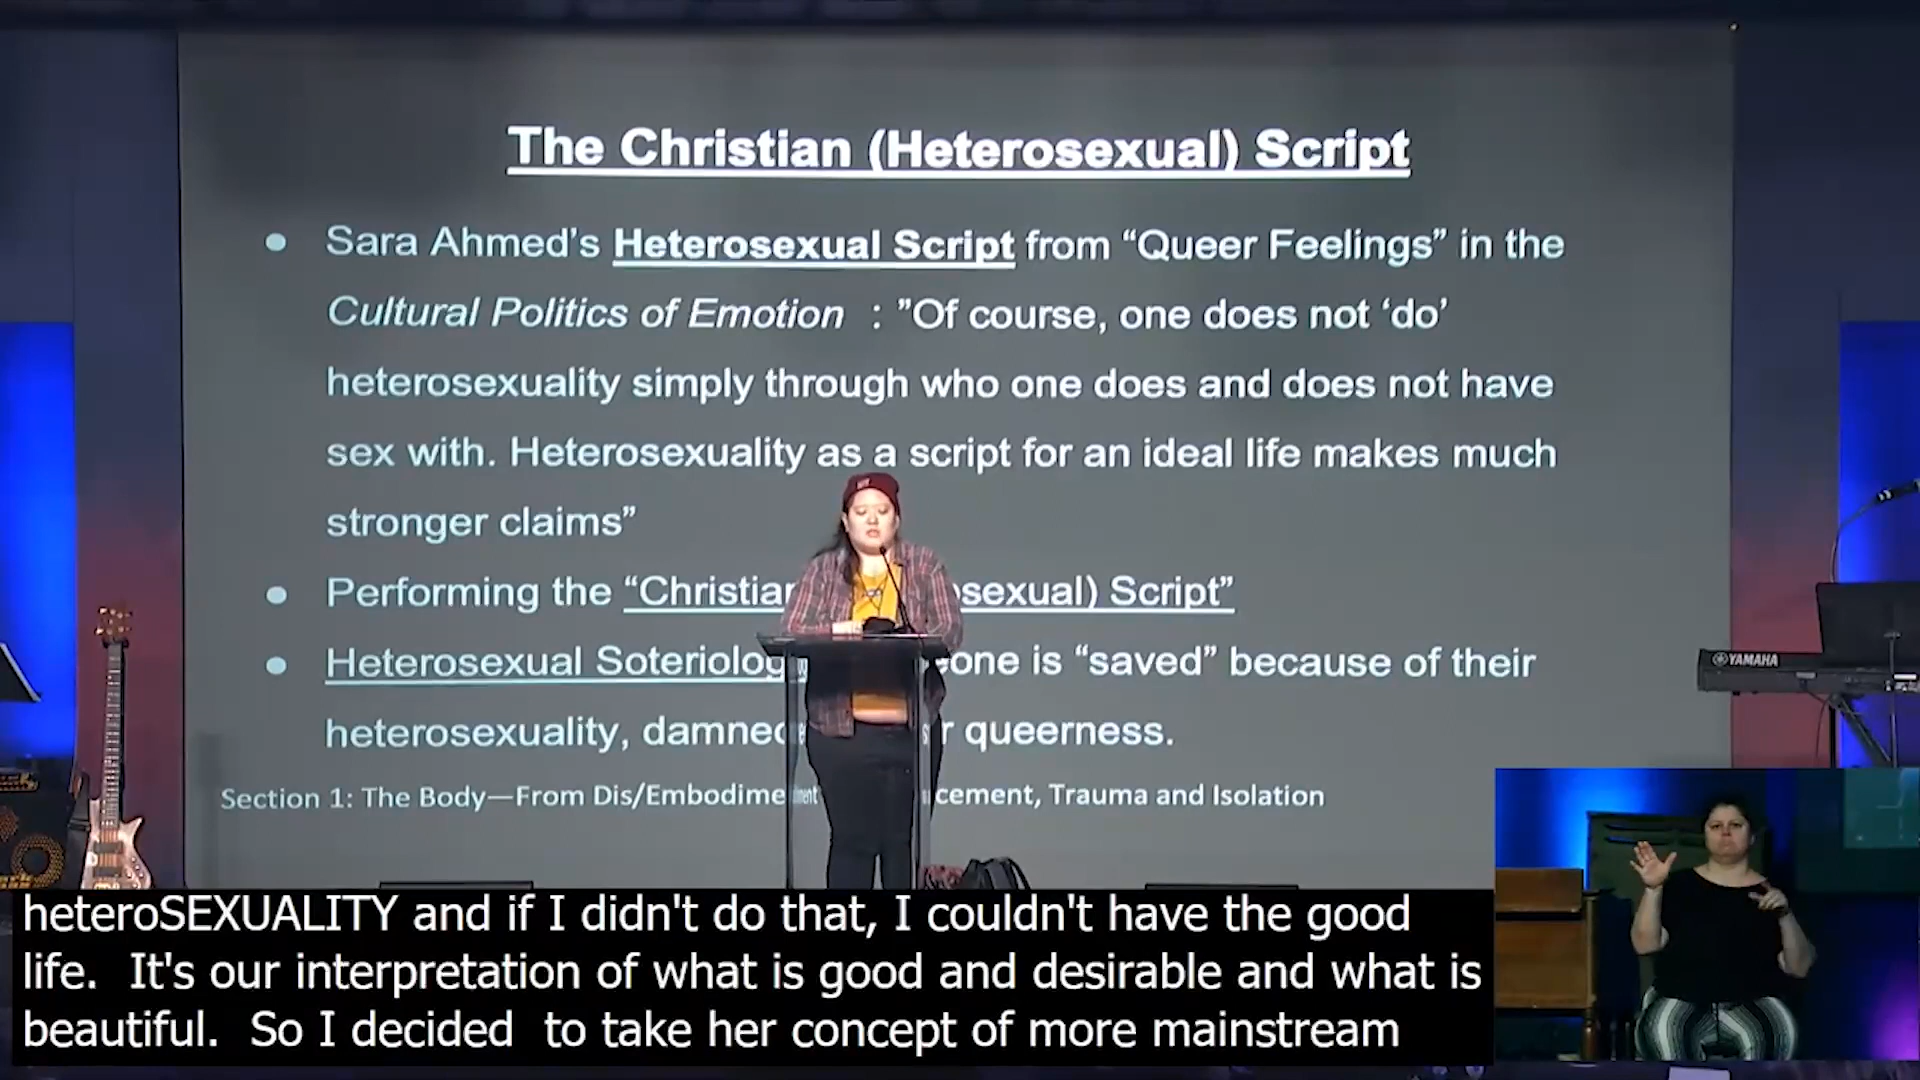 The Christian (Heterosexual) Script
● Sara Ahmed’s Heterosexual Script from “Queer Feelings” in the
Cultural Politics of Emotion : ”Of course, one does not ‘do’
heterosexuality simply through who one does and does not have
sex with. Heterosexuality as a script for an ideal life makes much
stronger claims”
● Performing the “Christian sexual) Script”
● Heterosexual Soteriology one is “saved” because of their
heterosexuality, damned queerness.
Section 1: The Body—From Dis/Embodiment cement, Trauma and Isolation
YAMAHA
heteroSEXUALITY and if I didn't do that, I couldn't have the good
life. It's our interpretation of what is good and desirable and what is
beautiful. So I decided to take her concept of more mainstream